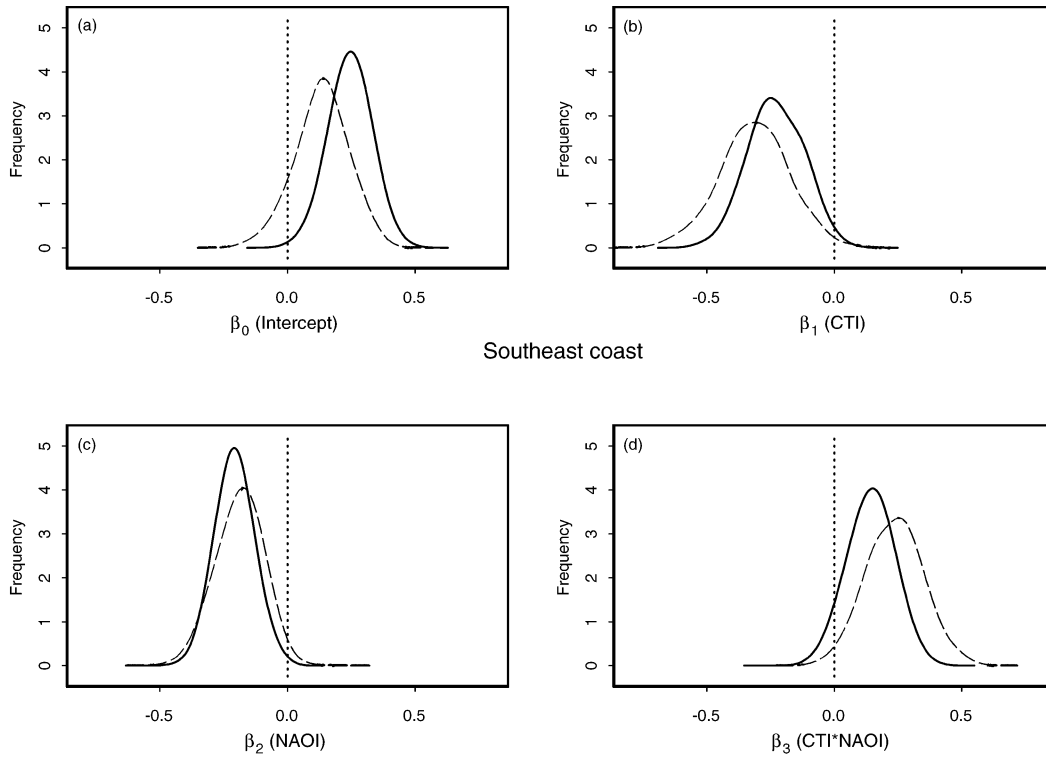 (a)
Frequency
5
4
3
2
1
0
-0.5 0.0 0.5
β0 (Intercept)
(b)
Frequency
5
4
3
2
1
0
-0.5 0.0 0.5
β1 (CTI)
Southeast coast
(c)
Frequency
5
4
3
2
1
0
-0.5 0.0 0.5
β2 (NAOI)
(d)
Frequency
5
4
3
2
1
0
-0.5 0.0 0.5
β3 (CTI*NAOI)